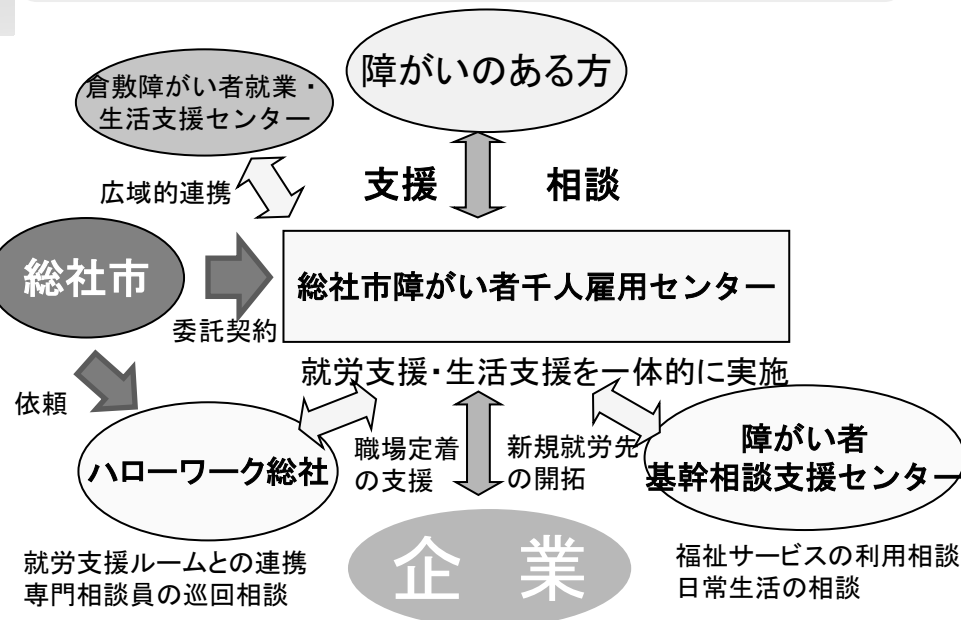 障がいのある方
倉敷障がい者就業・
生活支援センター
広域的連携
支援
相談
総社市
委託契約
総社市障がい者千人雇用センター
就労支援・生活支援を一体的に実施
依頼
ハローワーク総社
職場定着
の支援
新規就労先
の開拓
障がい者
基幹相談支援センター
企　業
就労支援ルームとの連携
専門相談員の巡回相談
福祉サービスの利用相談
日常生活の相談